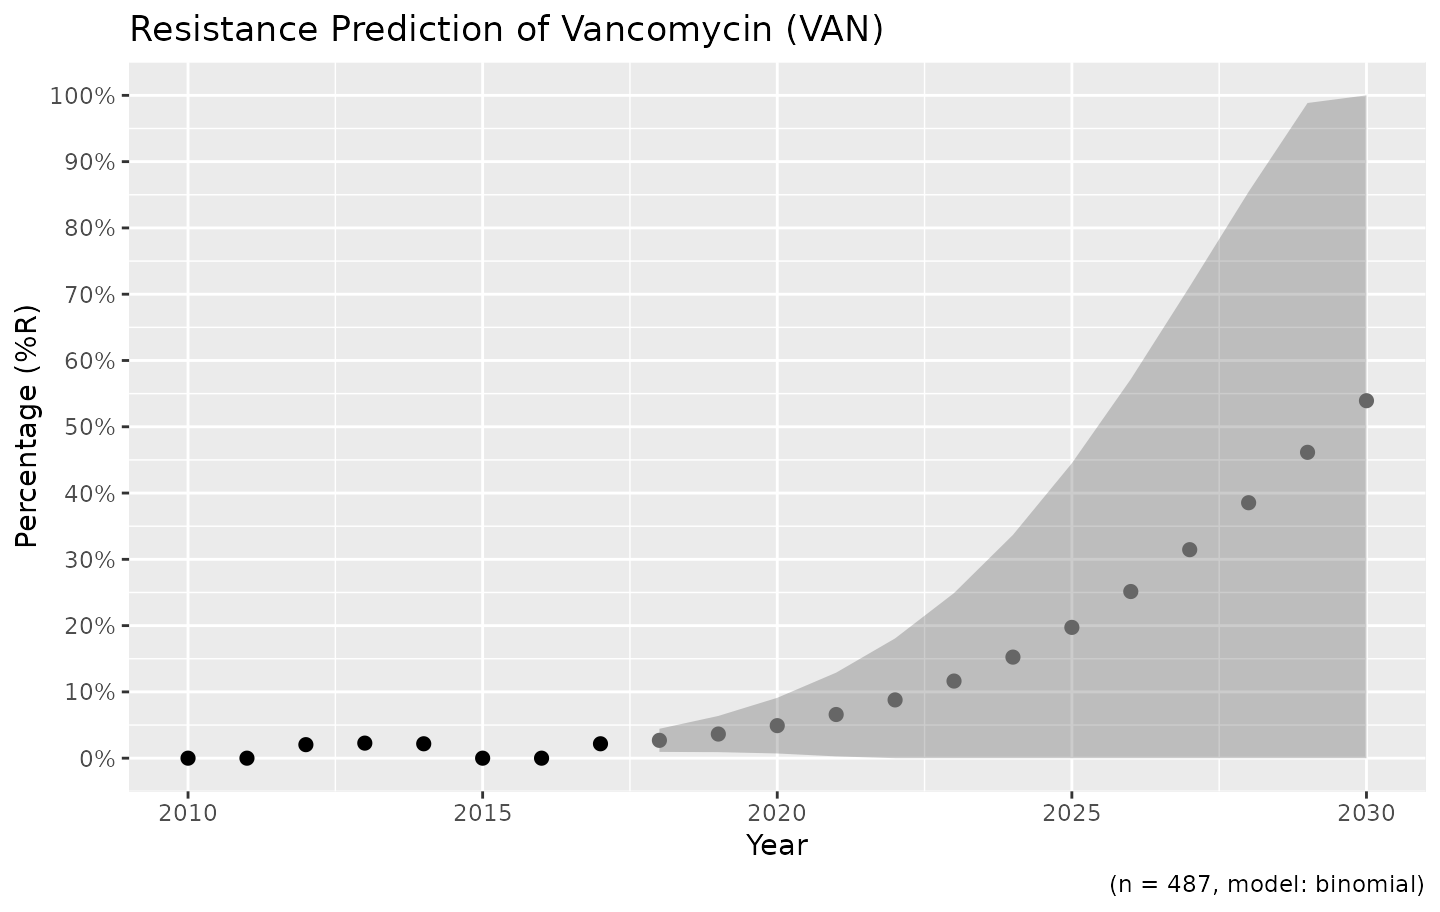 Resistance Prediction of Vancomycin (VAN)
Percentage (%R)
100%
90%
80%
70%
60%
50%
40%
30%
20%
10%
0%
2010 2015 2020 2025 2030
Year
(n = 487, model: binomial)